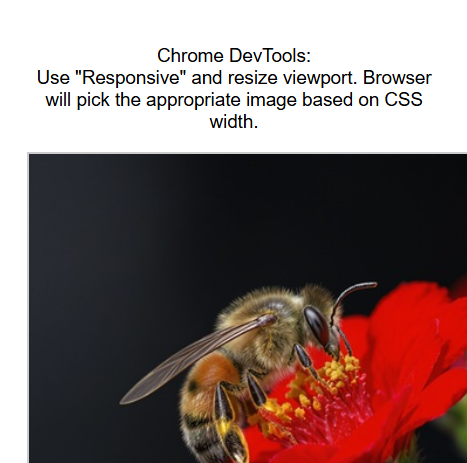 Chrome DevTools:
Use "Responsive" and resize viewport. Browser
will pick the appropriate image based on CSS
width.